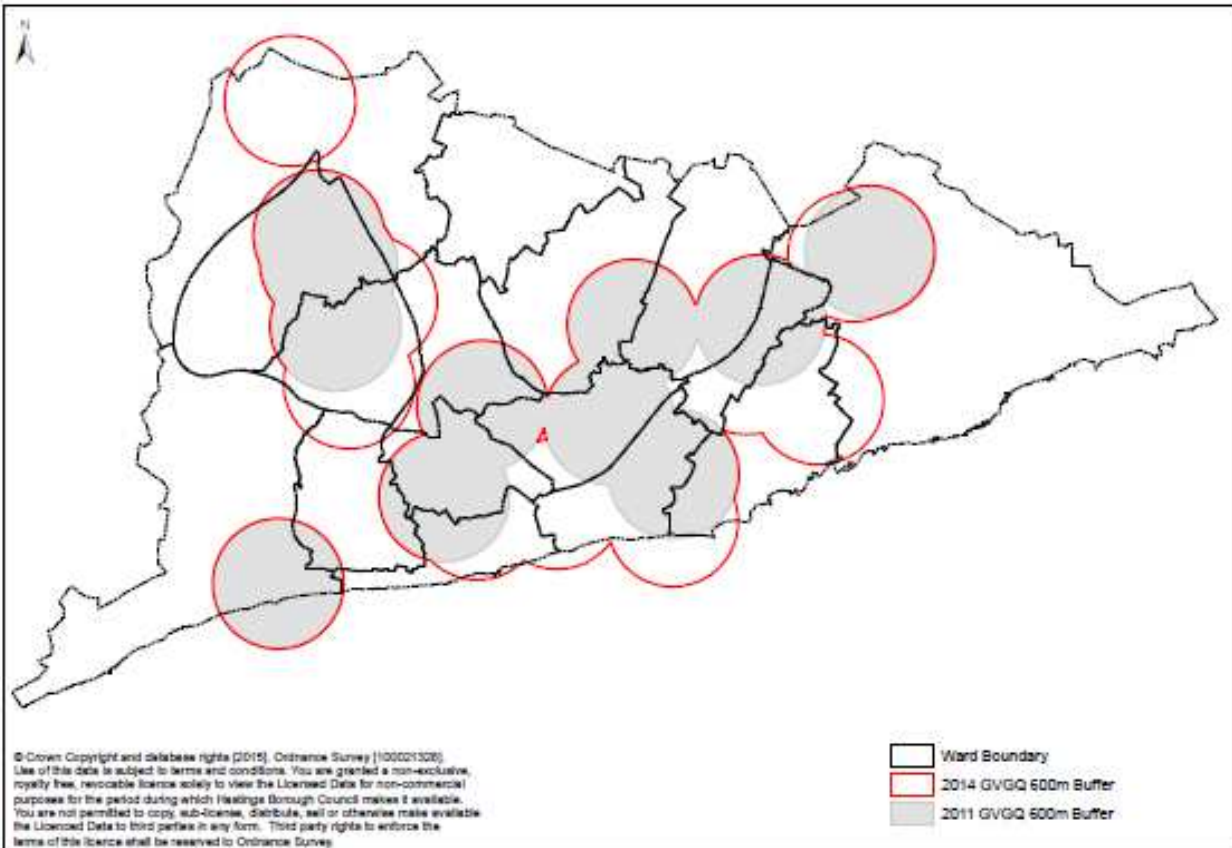 N
© Crown Copyright and database rights [2015]. Ordnance Survey [100021328].
Use of this data is subject to terms and conditions. You are granted a non-exclusive,
royalty free, revocable licence solely to view the Licensed Data for non-commercial
purposes for the period during which Hastings Borough Council makes it available.
You are not permitted to copy, sub-license, distribute, sell or otherwise make available
the Licenced Data to third parties in any form. Third party rights to enforce the
terms of this licence shall be reserved to Ordnance Survey
Ward Boundary
2014 GVGQ 600m Buffer
2011 GVGQ 600m Buffer